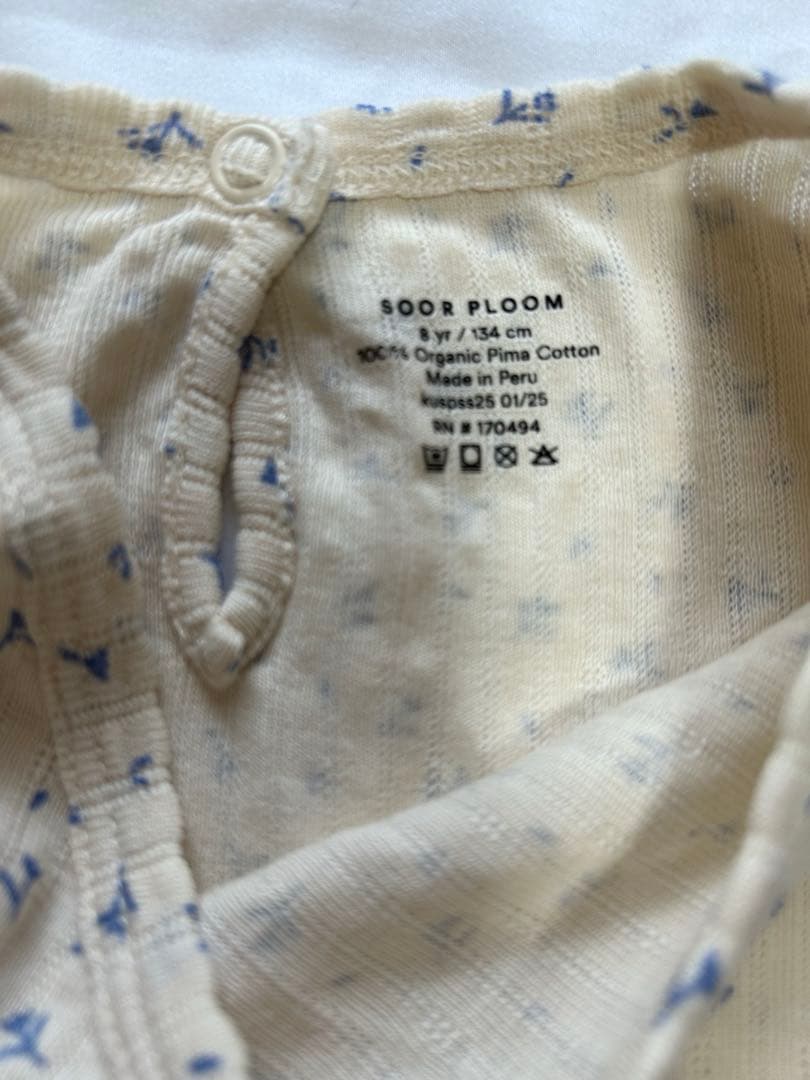 SOOR PLOOM
8 yr / 134 cm
100% Organic Pima Cotton
Made in Peru
kuspss25 01/25
RN # 170494